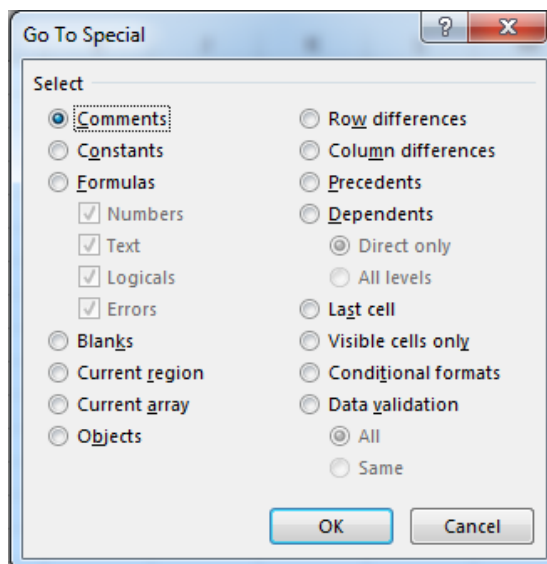 Go To Special
Select
Comments
Constants
Formulas
Numbers
Text
Logicals
Errors
Blanks
Current region
Current array
Objects
Row differences
Column differences
Precedents
Dependents
Direct only
All levels
Last cell
Visible cells only
Conditional formats
Data validation
All
Same
OK
Cancel